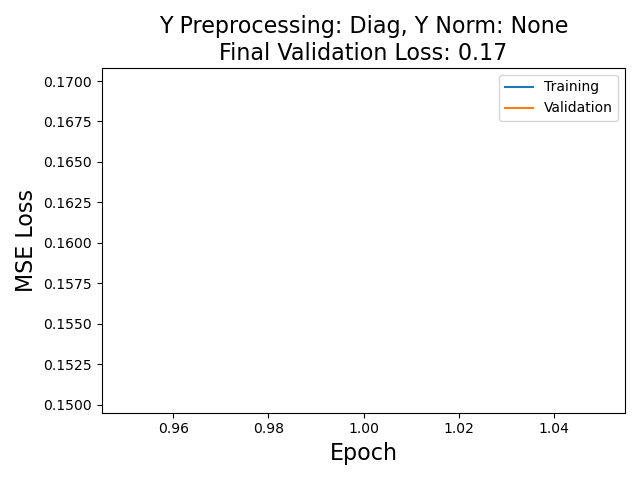 Y Preprocessing: Diag, Y Norm: None
Final Validation Loss: 0.17
Training
Validation
MSE Loss
0.1700
0.1675
0.1650
0.1625
0.1600
0.1575
0.1550
0.1525
0.1500
0.96 0.98 1.00 1.02 1.04
Epoch